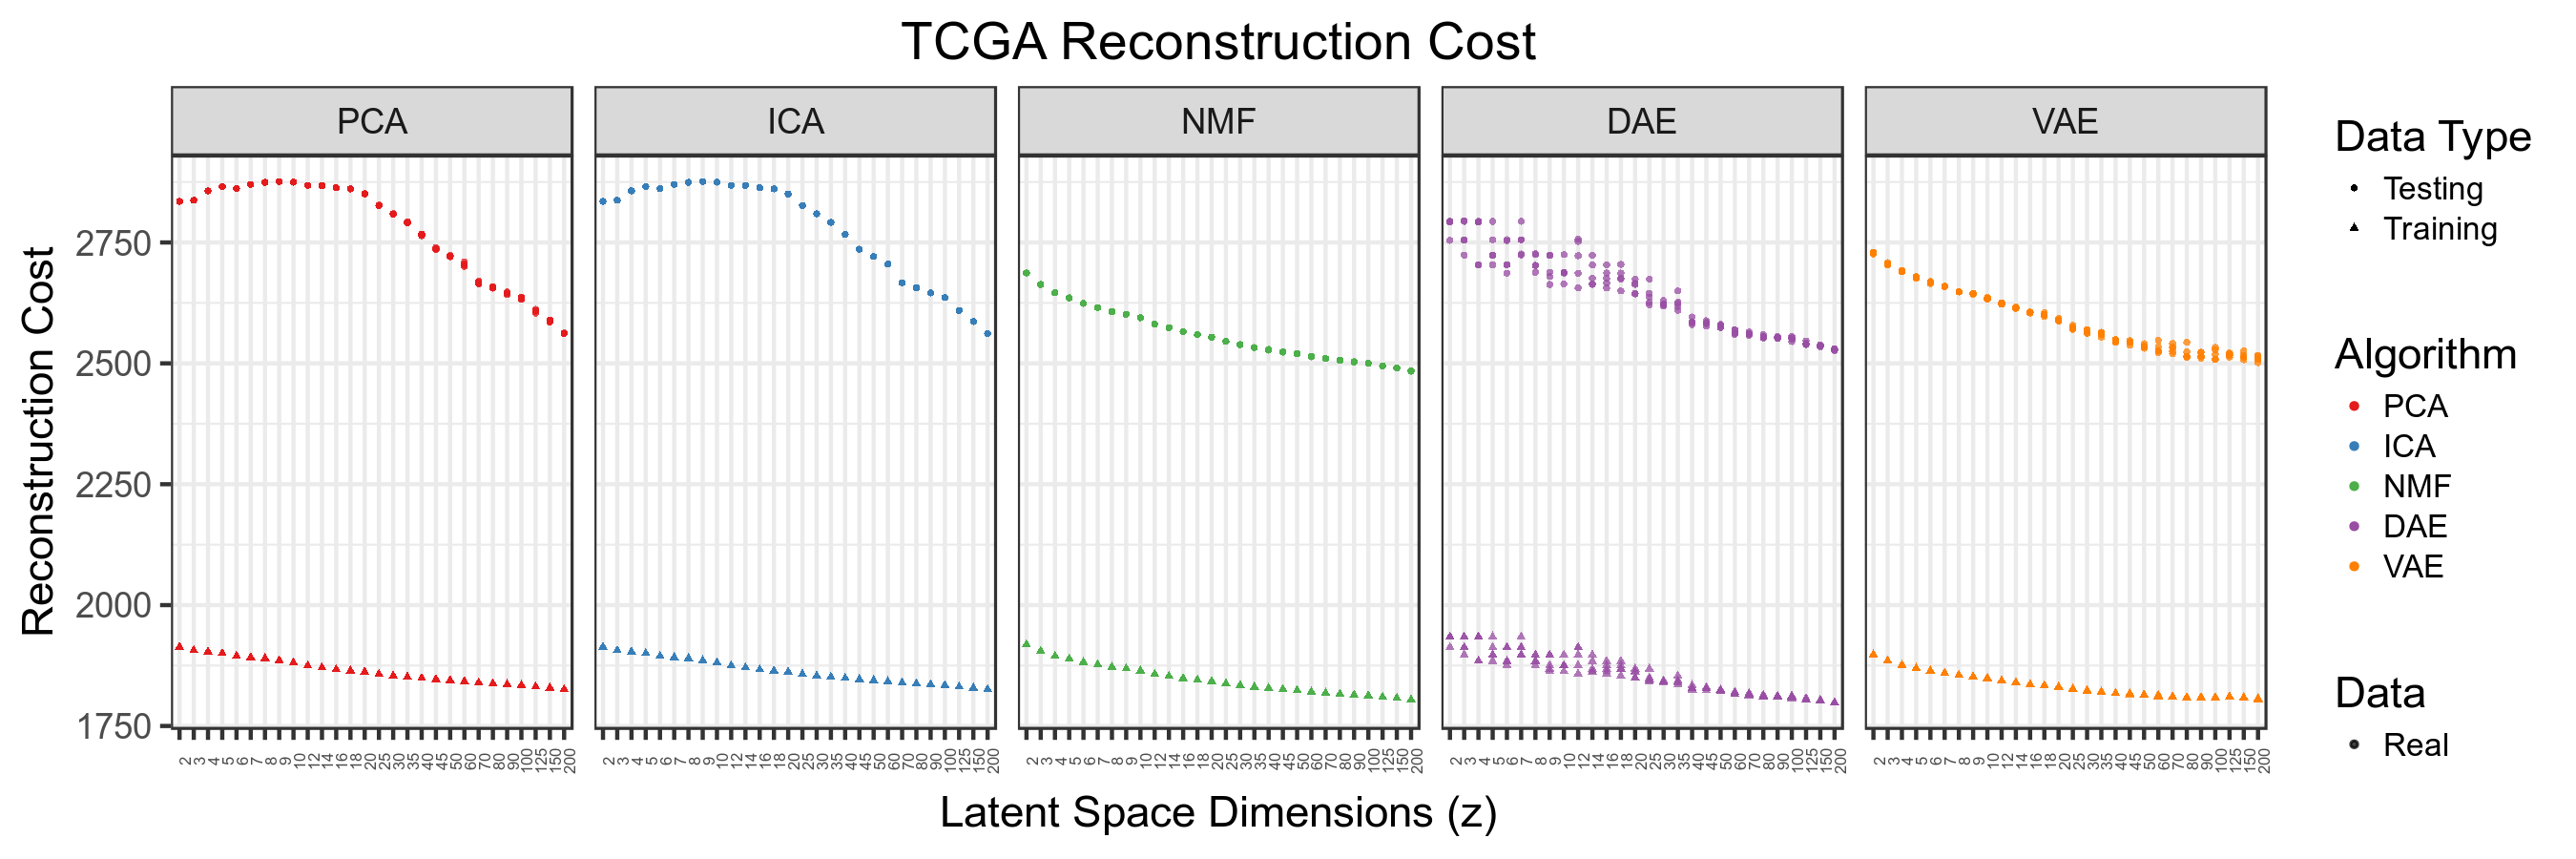 TCGA Reconstruction Cost
PCA ICA NMF DAE VAE
Reconstruction Cost
2750
2500
2250
2000
1750
2 3 4 5 6 7 8 9 10 12 14 16 18 20 25 30 35 40 45 50 60 70 80 90 100 125 150 200
2 3 4 5 6 7 8 9 10 12 14 16 18 20 25 30 35 40 45 50 60 70 80 90 100 125 150 200
2 3 4 5 6 7 8 9 10 12 14 16 18 20 25 30 35 40 45 50 60 70 80 90 100 125 150 200
2 3 4 5 6 7 8 9 10 12 14 16 18 20 25 30 35 40 45 50 60 70 80 90 100 125 150 200
2 3 4 5 6 7 8 9 10 12 14 16 18 20 25 30 35 40 45 50 60 70 80 90 100 125 150 200
Latent Space Dimensions (z)
Data Type
Testing
Training
Algorithm
PCA
ICA
NMF
DAE
VAE
Data
Real